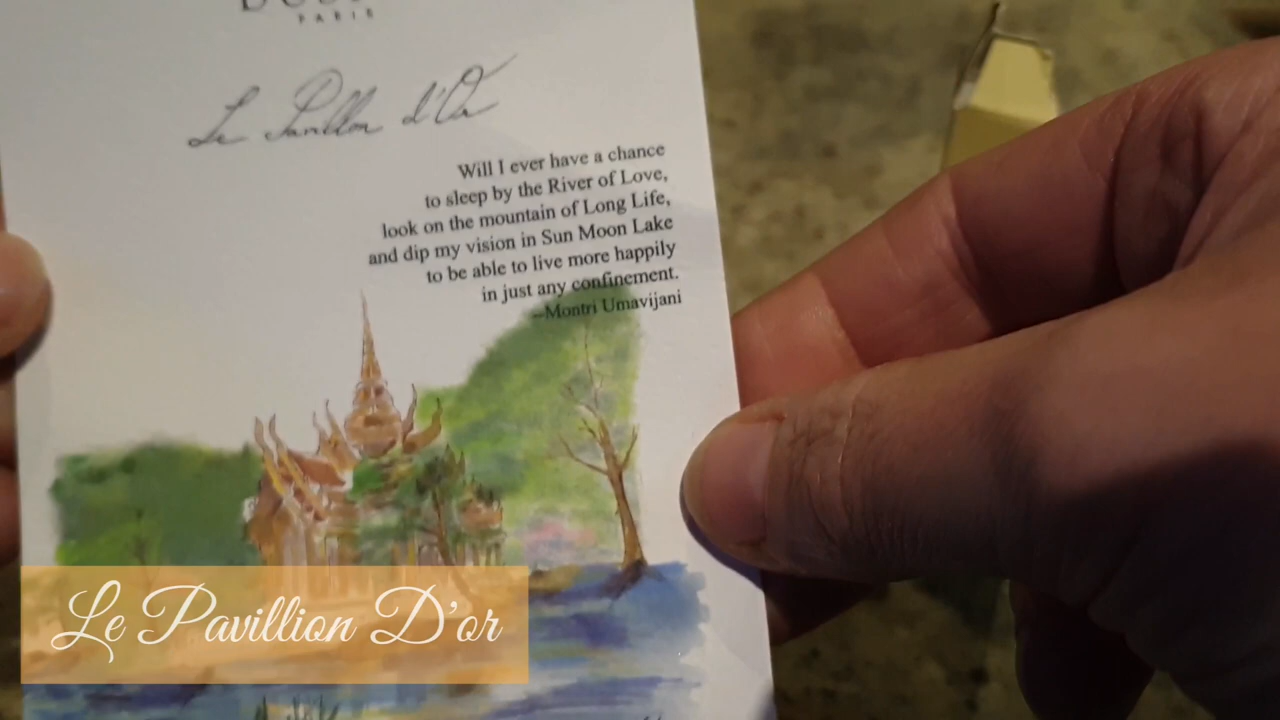 PARIS
Le Pavillon d'Or
Will I ever have a chance
to sleep by the River of Love,
look on the mountain of Long Life,
and dip my vision in Sun Moon Lake
to be able to live more happily
in just any confinement.
--Montri Umavijani
Le Pavillion D'or